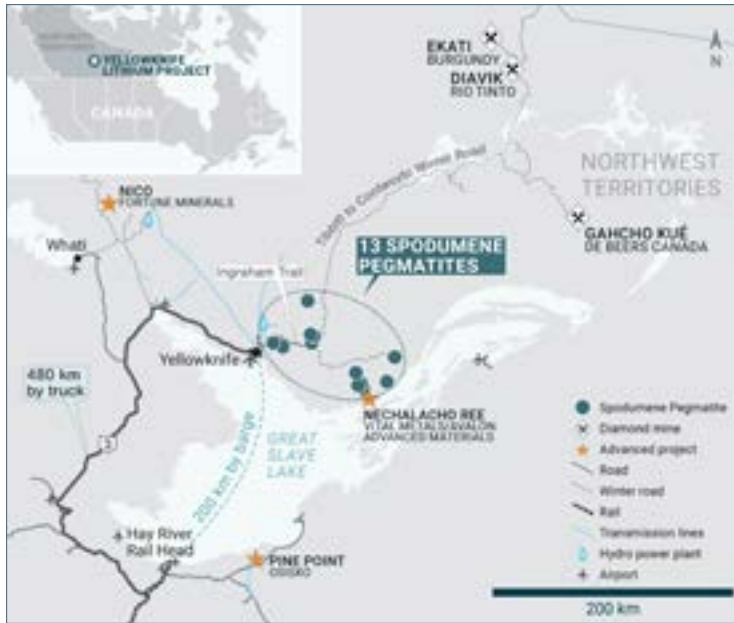 YELLOWKNIFE
LITHIUM PROJECT
CANADA
EKATI
BURGUNDY
DIAVIK
RIO TINTO
N
NORTHWEST
TERRITORIES
NICO
FORTUNE MINERALS
Whati
Tibbitt to Contwoyto Winter Road
GAHCHO KUÉ
DE BEERS CANADA
13 SPODUMENE
PEGMATITES
Ingraham Trail
Yellowknife
480 km
by truck
NECHALACHO REE
VITAL METALS/AVALON
ADVANCED MATERIALS
GREAT
SLAVE
LAKE
200 km by barge
Hay River
Rail Head
PINE POINT
OSISKO
Spodumene Pegmatite
Diamond mine
Advanced project
Road
Winter road
Rail
Transmission lines
Hydro power plant
Airport
200 km